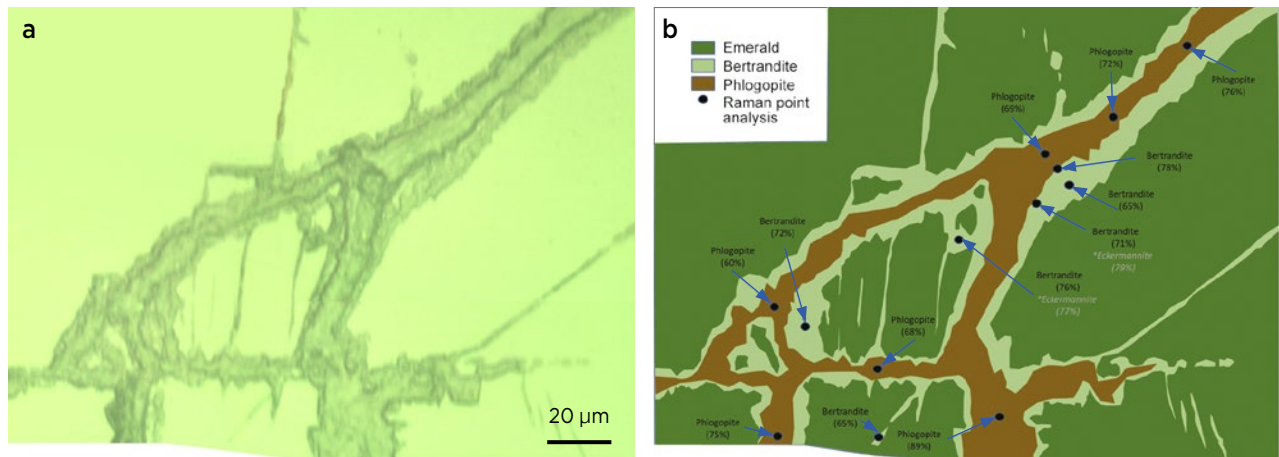 a
20 µm
b
Emerald
Bertrandite
Phlogopite
Raman point
analysis
Phlogopite
(72%)
Phlogopite
(76%)
Phlogopite
(69%)
Bertrandite
(78%)
Bertrandite
(65%)
Bertrandite
(71%)
*Eckermannite
(79%)
Bertrandite
(72%)
Phlogopite
(60%)
Bertrandite
(76%)
*Eckermannite
(77%)
Phlogopite
(68%)
Phlogopite
(75%)
Bertrandite
(65%)
Phlogopite
(89%)